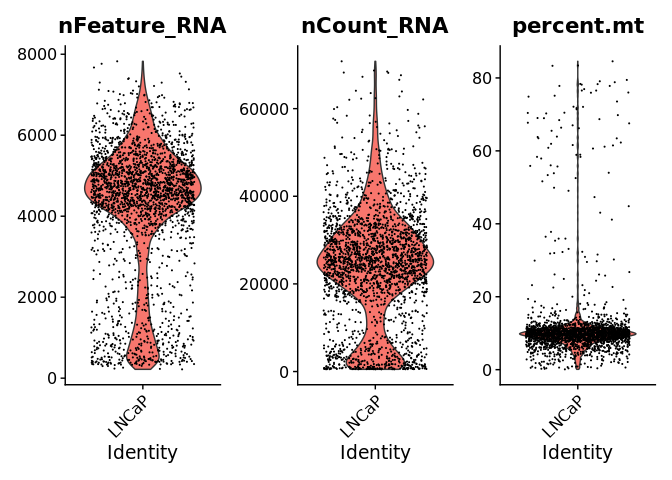 nFeature_RNA
8000
6000
4000
2000
0
LNCaP
Identity
nCount_RNA
60000
40000
20000
0
LNCaP
Identity
percent.mt
80
60
40
20
0
LNCaP
Identity